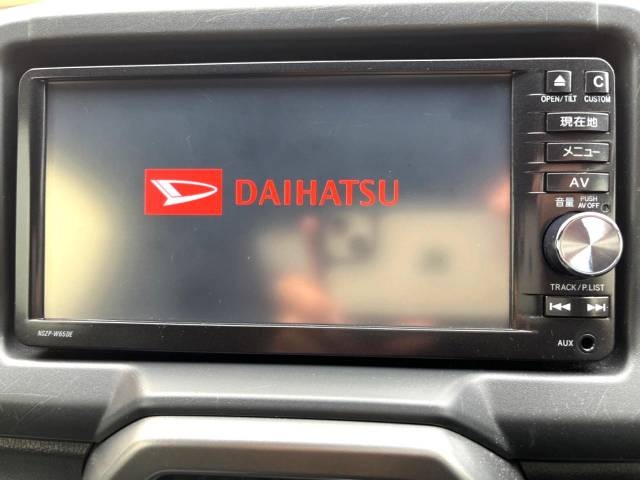 DAIHATSU
OPEN/TILT
C
CUSTOM
現在地
メニュー
AV
音量 PUSH AV OFF
TRACK/P.LIST
AUX
NSZP-W65DE